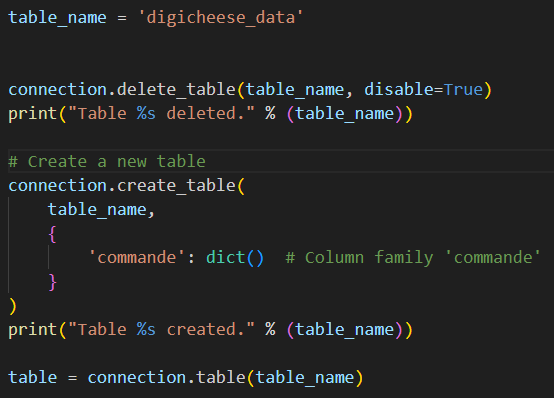 table_name = 'digicheese_data'
connection.delete_table(table_name, disable=True)
print("Table %s deleted." % (table_name))
# Create a new table
connection.create_table(
    table_name,
    {
        'commande': dict()  # Column family 'commande'
    }
)
print("Table %s created." % (table_name))
table = connection.table(table_name)